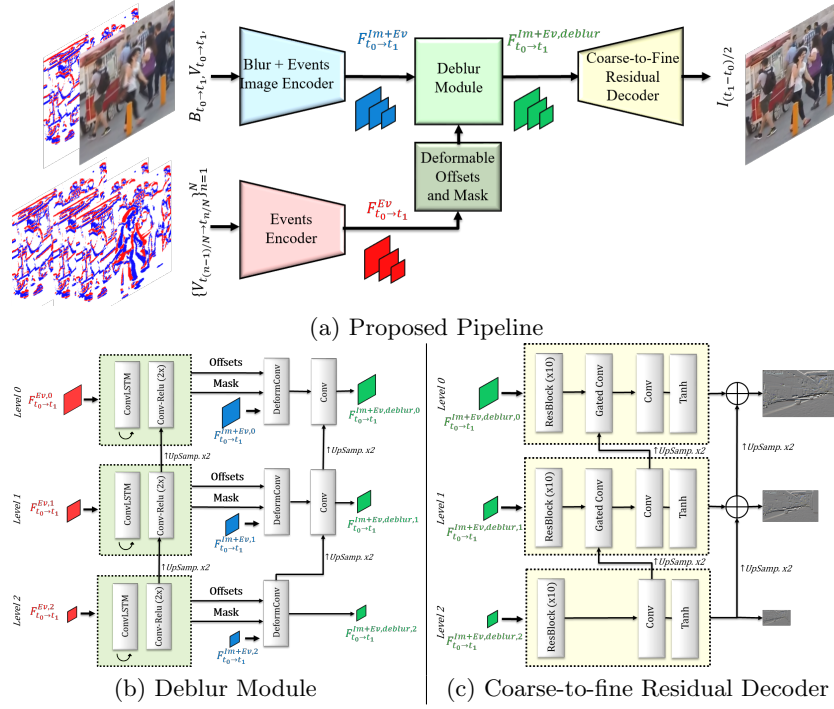 B_{t_0→t_1}, V_{t_0→t_1},
Blur + Events
Image Encoder
F^{Im+Ev}_{t_0→t_1}
Deblur
Module
F^{Im+Ev,deblur}_{t_0→t_1}
Coarse-to-Fine
Residual
Decoder
I_{(t_1−t_0)/2}
{V_{t_{(n−1)/N}→t_{n/N}}}^N_{n=1}
Events
Encoder
F^{Ev}_{t_0→t_1}
Deformable
Offsets
and Mask
(a) Proposed Pipeline
Level 0
F^{Ev,0}_{t_0→t_1}
ConvLSTM
Conv-Relu (2x)
Offsets
Mask
F^{Im+Ev,0}_{t_0→t_1}
DeformConv
Conv
F^{Im+Ev,deblur,0}_{t_0→t_1}
↑UpSamp. x2
↑UpSamp. x2
Level 1
F^{Ev,1}_{t_0→t_1}
ConvLSTM
Conv-Relu (2x)
Offsets
Mask
F^{Im+Ev,1}_{t_0→t_1}
DeformConv
Conv
F^{Im+Ev,deblur,1}_{t_0→t_1}
↑UpSamp. x2
↑UpSamp. x2
Level 2
F^{Ev,2}_{t_0→t_1}
ConvLSTM
Conv-Relu (2x)
Offsets
Mask
F^{Im+Ev,2}_{t_0→t_1}
DeformConv
F^{Im+Ev,deblur,2}_{t_0→t_1}
(b) Deblur Module
Level 0
F^{Im+Ev,deblur,0}_{t_0→t_1}
ResBlock (x10)
Gated Conv
Conv
Tanh
↑UpSamp. x2
↑UpSamp. x2
Level 1
F^{Im+Ev,deblur,1}_{t_0→t_1}
ResBlock (x10)
Gated Conv
Conv
Tanh
↑UpSamp. x2
↑UpSamp. x2
Level 2
F^{Im+Ev,deblur,2}_{t_0→t_1}
ResBlock (x10)
Conv
Tanh
(c) Coarse-to-fine Residual Decoder